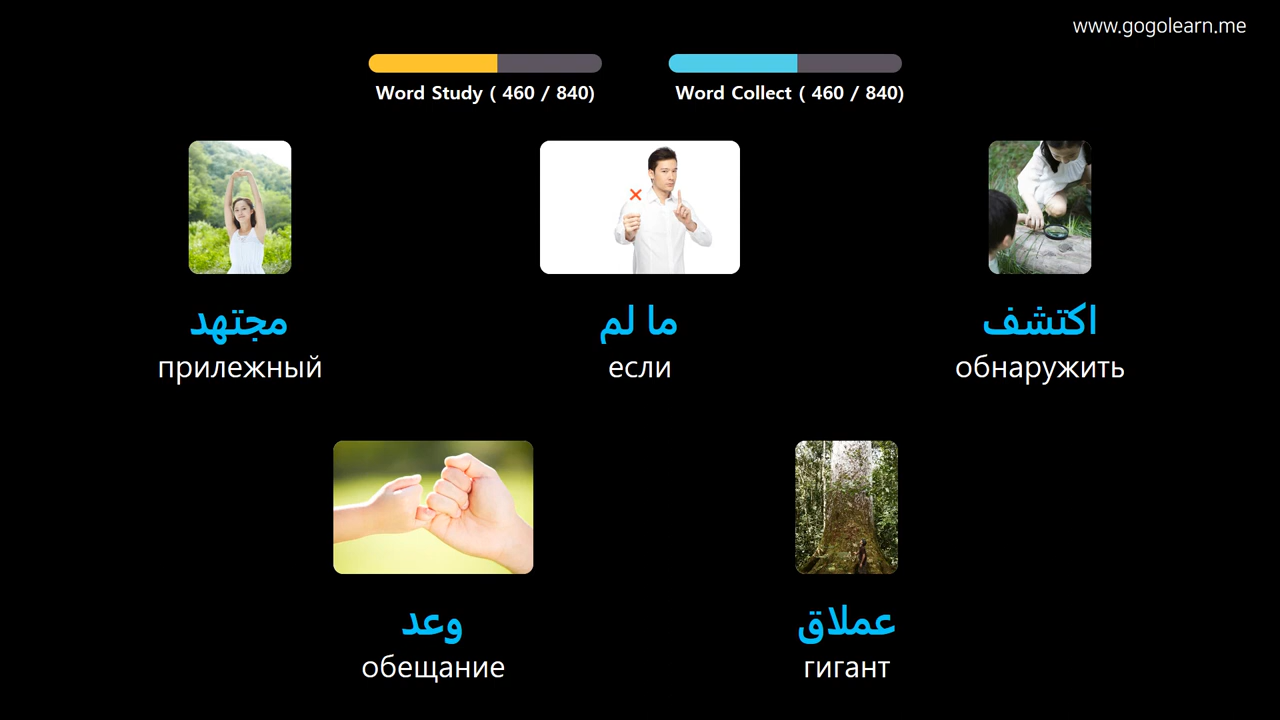 www.gogolearn.me
Word Study ( 460 / 840)
Word Collect ( 460 / 840)
مجتهد
прилежный
ما لم
если
اكتشف
обнаружить
وعد
обещание
عملاق
гигант